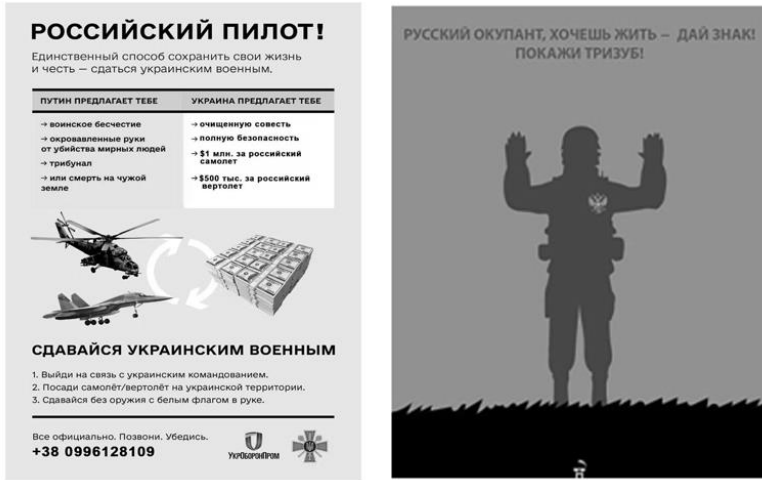 РОССИЙСКИЙ ПИЛОТ!
Единственный способ сохранить свои жизнь
и честь — сдаться украинским военным.
ПУТИН ПРЕДЛАГАЕТ ТЕБЕ
→ воинское бесчестие
→ окровавленные руки
от убийства мирных людей
→ трибунал
→ или смерть на чужой
земле
УКРАИНА ПРЕДЛАГАЕТ ТЕБЕ
→ очищенную совесть
→ полную безопасность
→ $1 млн. за российский
самолет
→ $500 тыс. за российский
вертолет
СДАВАЙСЯ УКРАИНСКИМ ВОЕННЫМ
1. Выйди на связь с украинским командованием.
2. Посади самолёт/вертолёт на украинской территории.
3. Сдавайся без оружия с белым флагом в руке.
Все официально. Позвони. Убедись.
+38 0996128109
УКРОБОРОНПРОМ
РУССКИЙ ОКУПАНТ, ХОЧЕШЬ ЖИТЬ – ДАЙ ЗНАК!
ПОКАЖИ ТРИЗУБ!